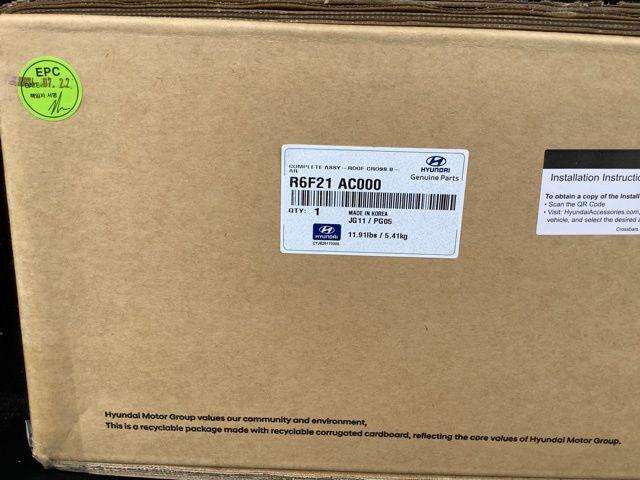 EPC
COMPLETE ASSY-ROOF CROSS B-
AR
HYUNDAI
Genuine Parts
R6F21 AC000
QTY: 1
MADE IN KOREA
JG11 / PG05
HYUNDAI
11.91lbs / 5.41kg
Installation Instructio
To obtain a copy of the Install
• Scan the QR Code
• Visit: HyundaiAccessories.com,
vehicle, and select the desired a
Crossbars
Hyundai Motor Group values our community and environment,
This is a recyclable package made with recyclable corrugated cardboard, reflecting the core values of Hyundai Motor Group.